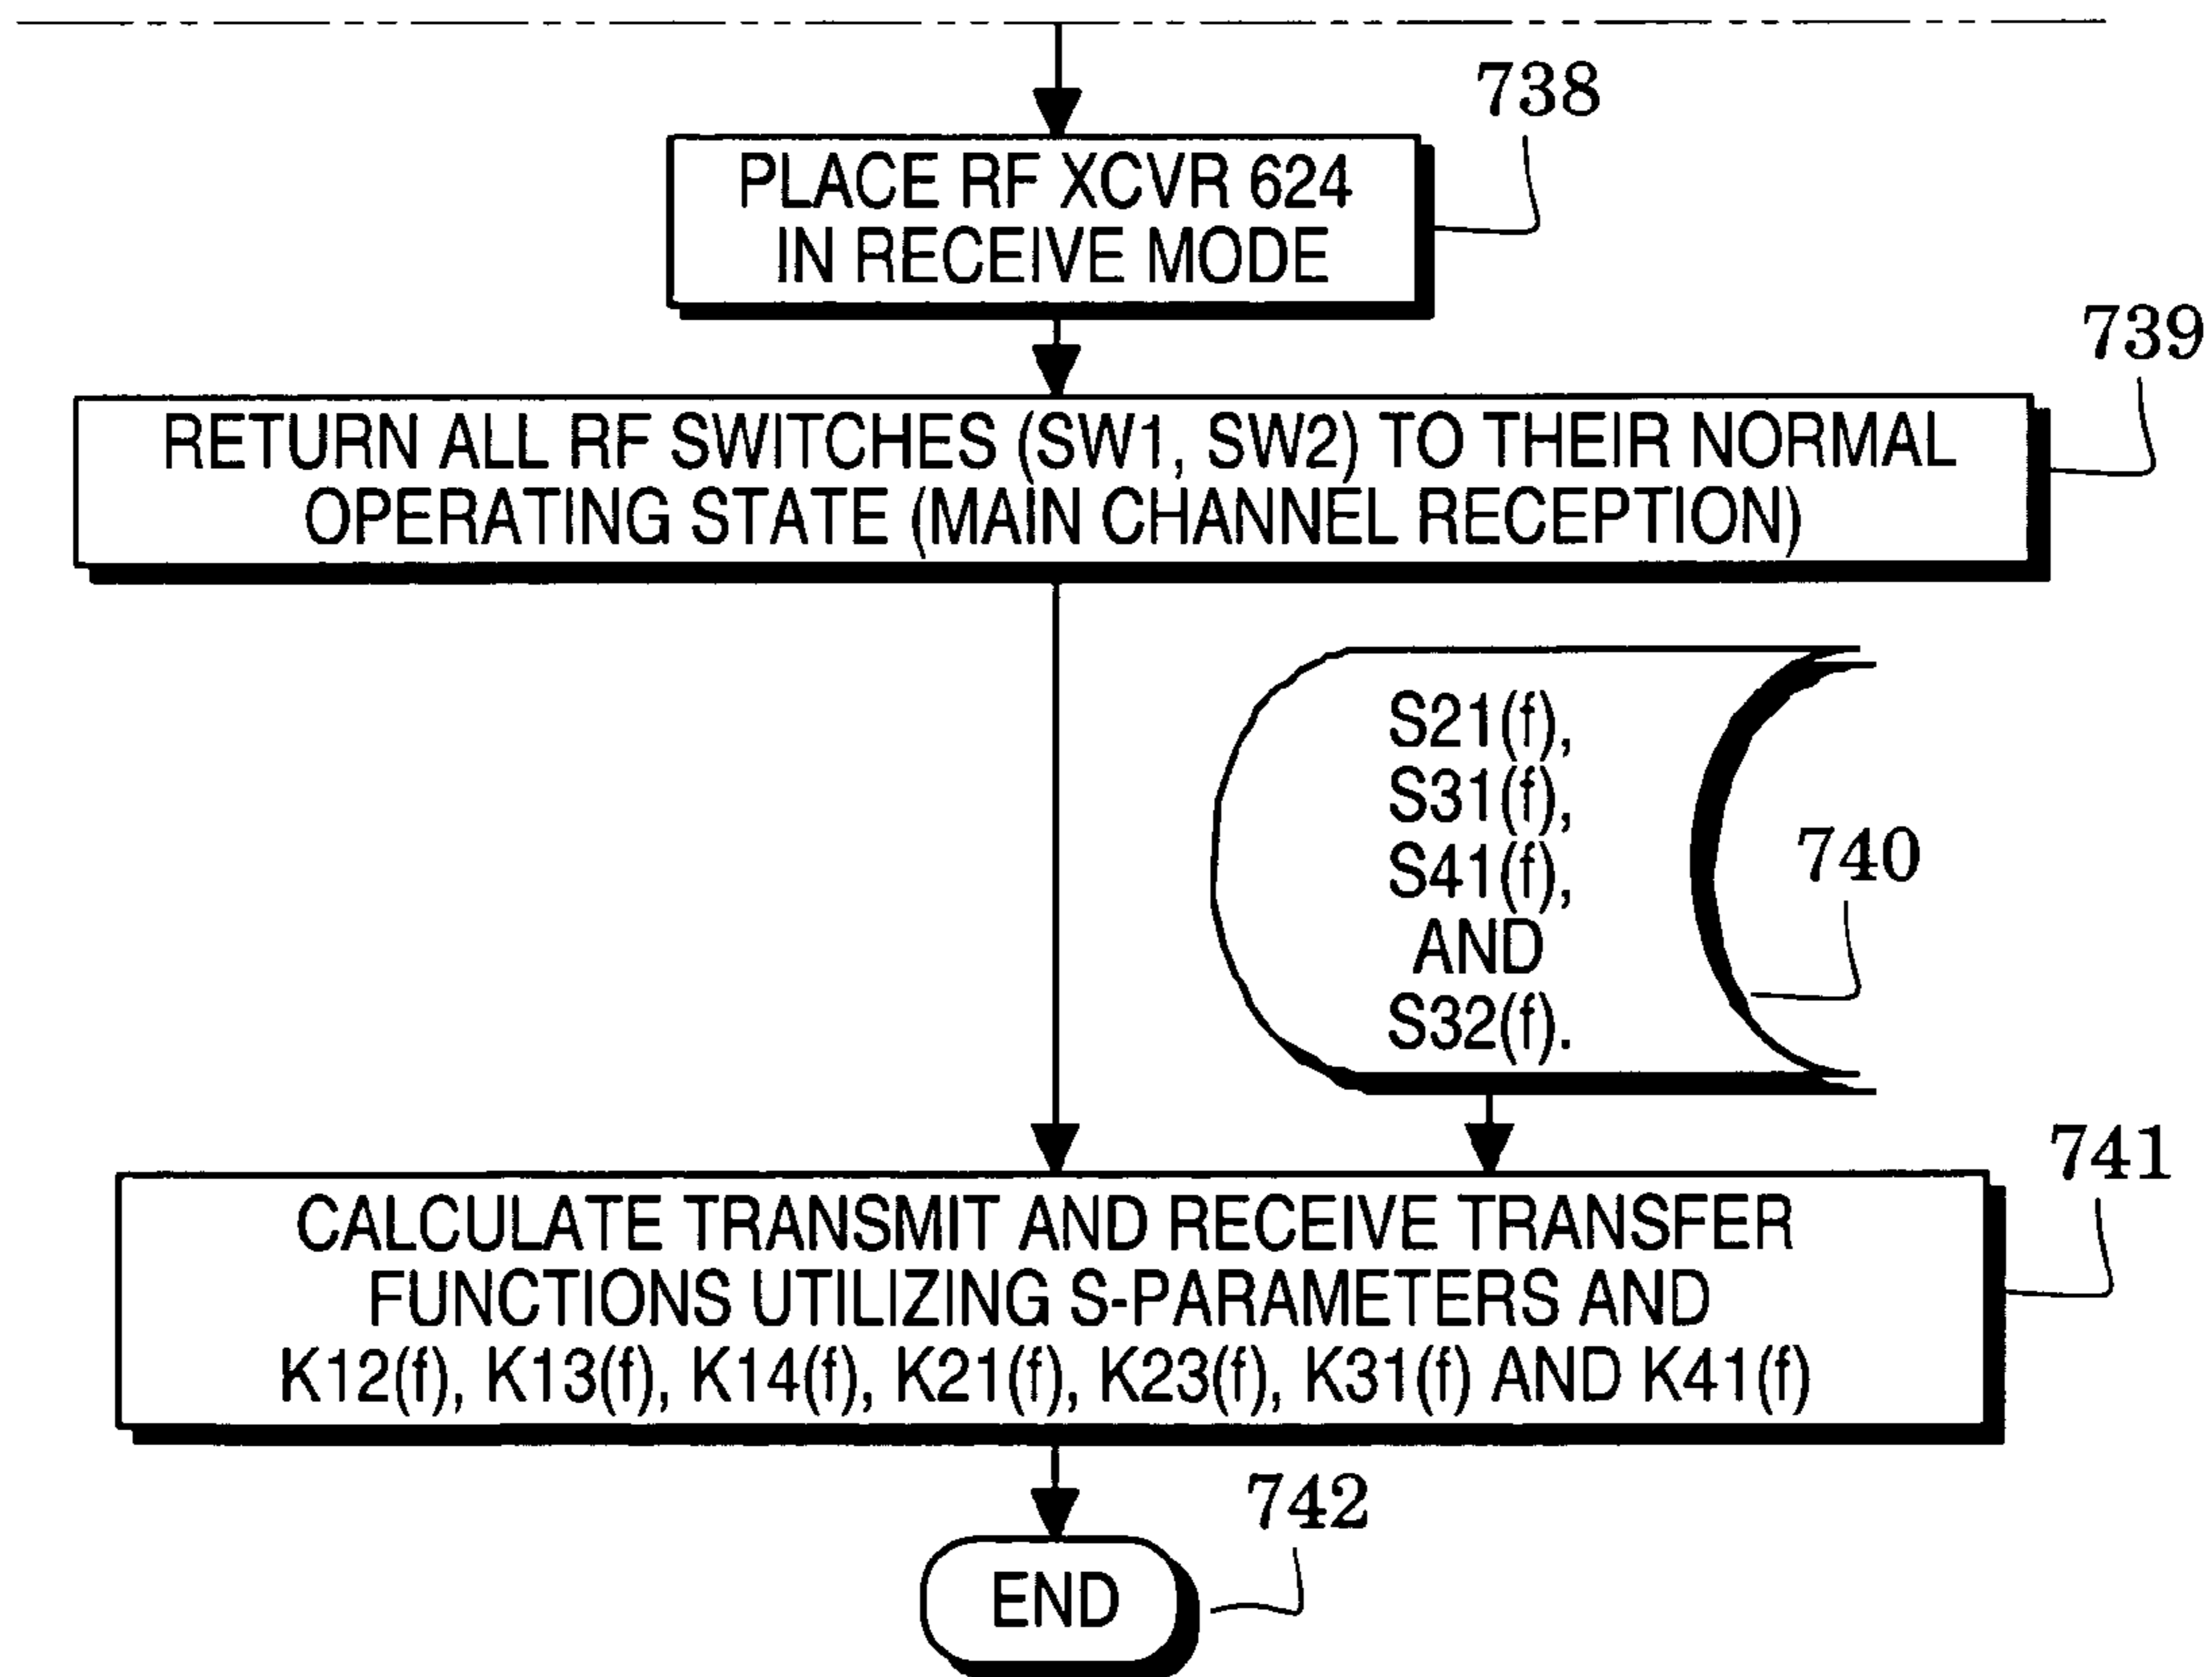 738
PLACE RF XCVR 624
IN RECEIVE MODE
739
RETURN ALL RF SWITCHES (SW1, SW2) TO THEIR NORMAL
OPERATING STATE (MAIN CHANNEL RECEPTION)
S21(f),
S31(f),
S41(f),
AND
S32(f).
740
741
CALCULATE TRANSMIT AND RECEIVE TRANSFER
FUNCTIONS UTILIZING S-PARAMETERS AND
K12(f), K13(f), K14(f), K21(f), K23(f), K31(f) AND K41(f)
742
END